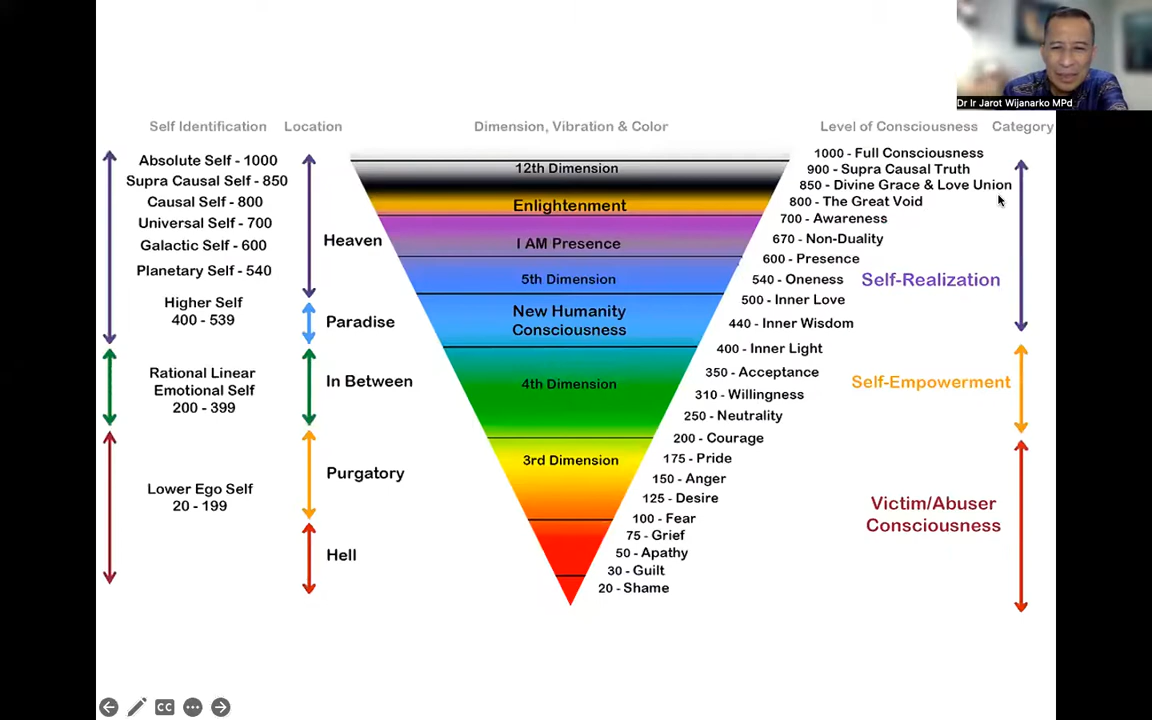 Dr Ir Jarot Wijanarko MPd
Self Identification
Location
Dimension, Vibration & Color
Level of Consciousness
Category
Absolute Self - 1000
Supra Causal Self - 850
Causal Self - 800
Universal Self - 700
Galactic Self - 600
Planetary Self - 540
Higher Self
400 - 539
Rational Linear
Emotional Self
200 - 399
Lower Ego Self
20 - 199
Heaven
Paradise
In Between
Purgatory
Hell
12th Dimension
Enlightenment
I AM Presence
5th Dimension
New Humanity
Consciousness
4th Dimension
3rd Dimension
1000 - Full Consciousness
900 - Supra Causal Truth
850 - Divine Grace & Love Union
800 - The Great Void
700 - Awareness
670 - Non-Duality
600 - Presence
540 - Oneness
500 - Inner Love
440 - Inner Wisdom
400 - Inner Light
350 - Acceptance
310 - Willingness
250 - Neutrality
200 - Courage
175 - Pride
150 - Anger
125 - Desire
100 - Fear
75 - Grief
50 - Apathy
30 - Guilt
20 - Shame
Self-Realization
Self-Empowerment
Victim/Abuser
Consciousness
CC